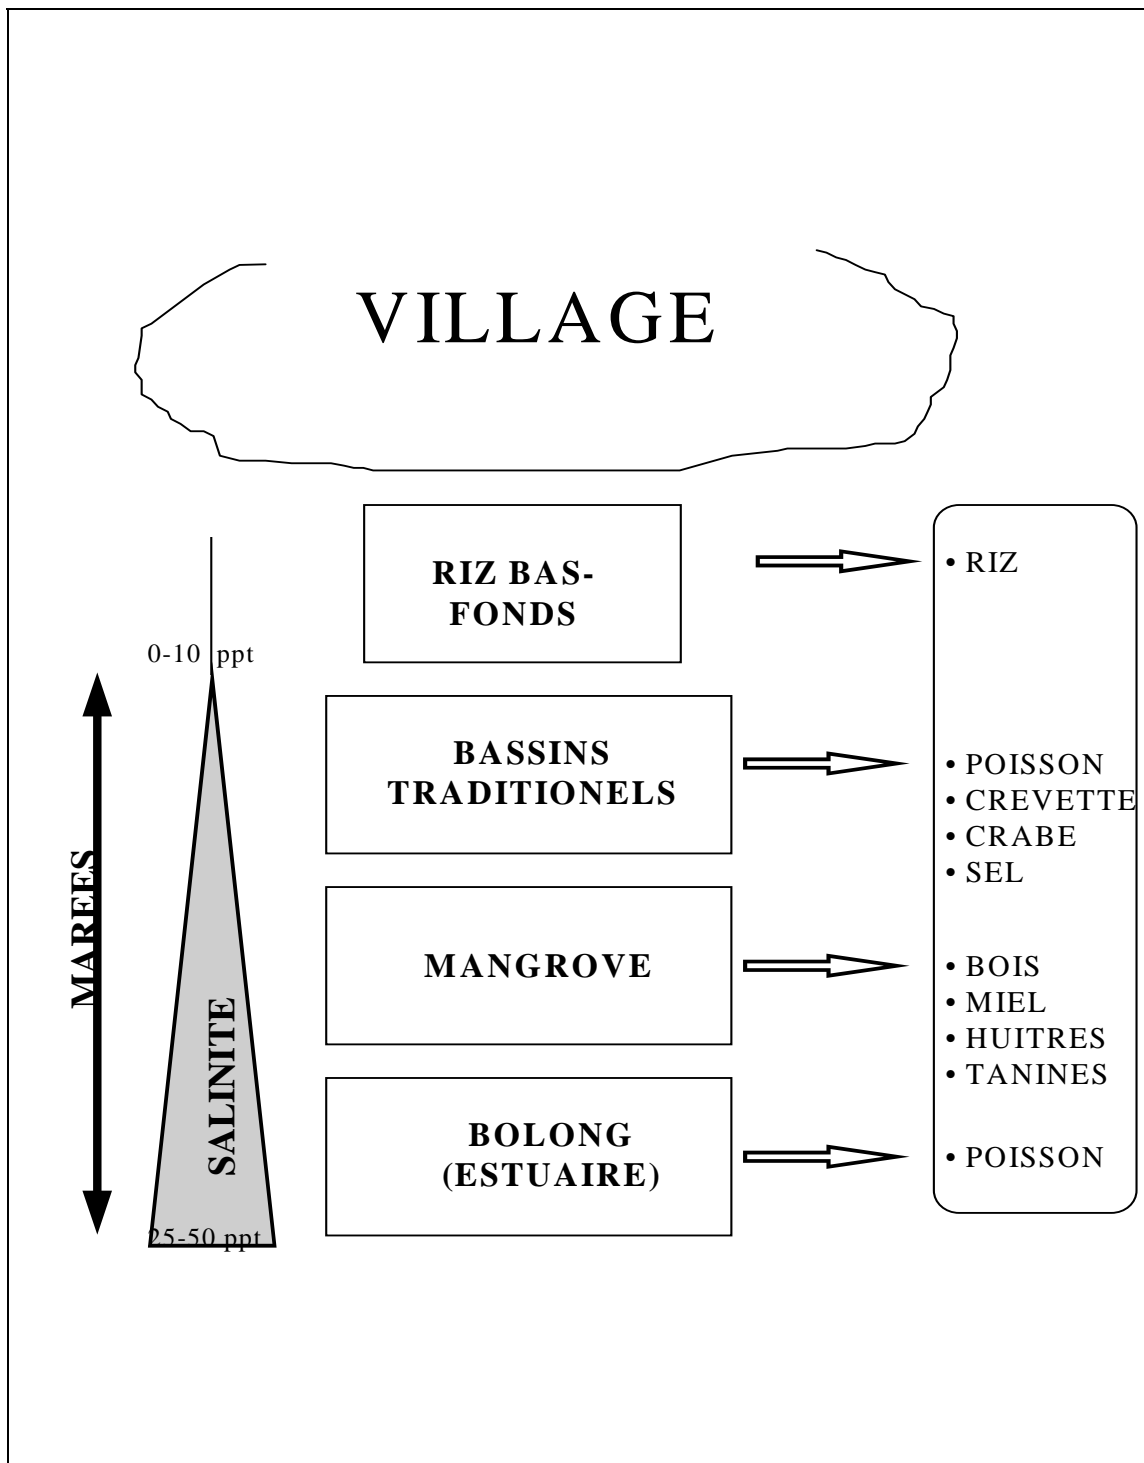 VILLAGE
RIZ BAS-
FONDS
• RIZ
0-10 ppt
BASSINS
TRADITIONELS
• POISSON
• CREVETTE
• CRABE
• SEL
MAREES
SALINITE
MANGROVE
• BOIS
• MIEL
• HUITRES
• TANINES
BOLONG
(ESTUAIRE)
• POISSON
25-50 ppt